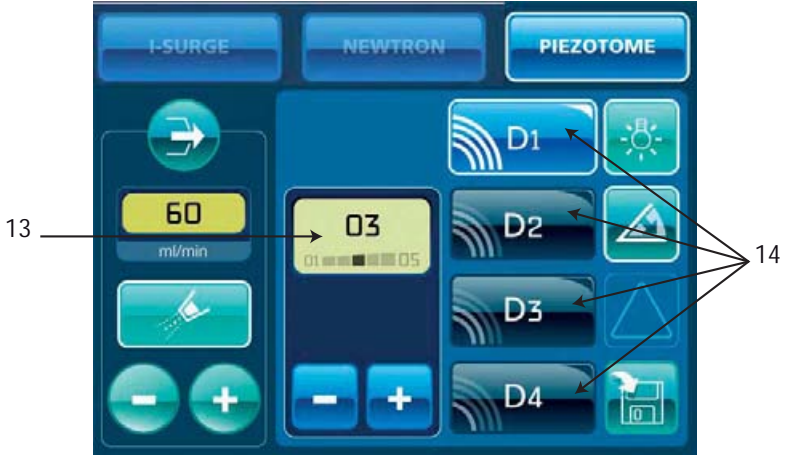 I-SURGE NEWTRON PIEZOTOME
D1
60
ml/min
13
03
01 05
D2
14
D3
D4